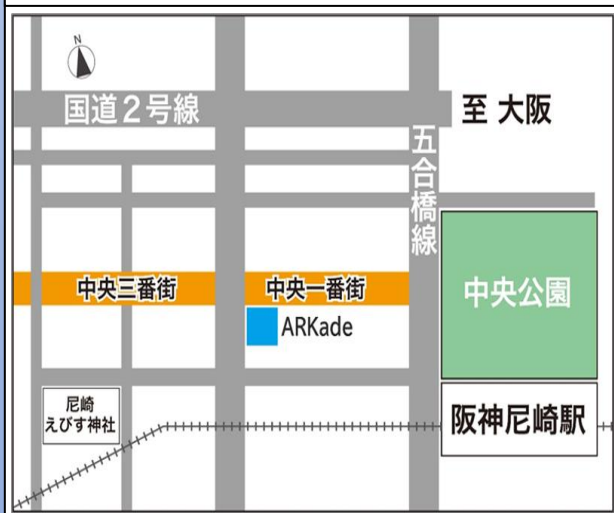 N
国道２号線
至 大阪
五合橋線
中央三番街
中央一番街
中央公園
ARKade
尼崎
えびす神社
阪神尼崎駅